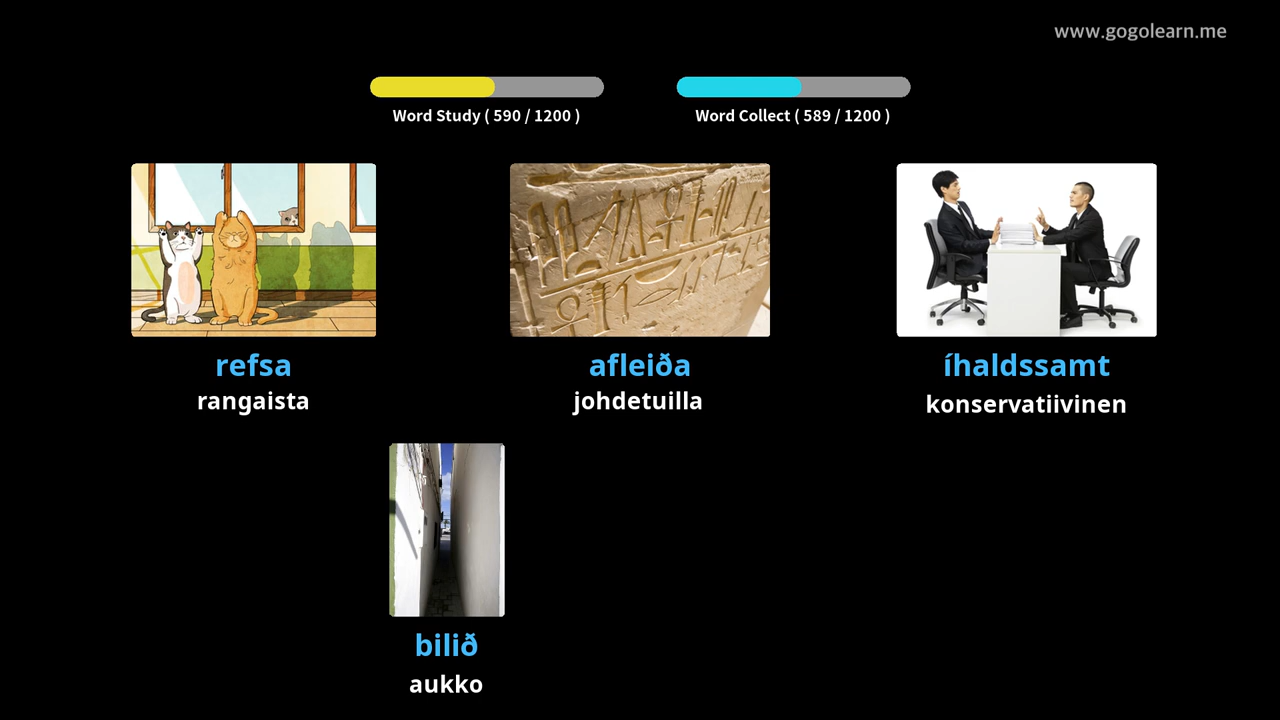 www.gogolearn.me
Word Study ( 590 / 1200 )
Word Collect ( 589 / 1200 )
refsa
rangaista
afleiða
johdetuilla
íhaldssamt
konservatiivinen
bilið
aukko